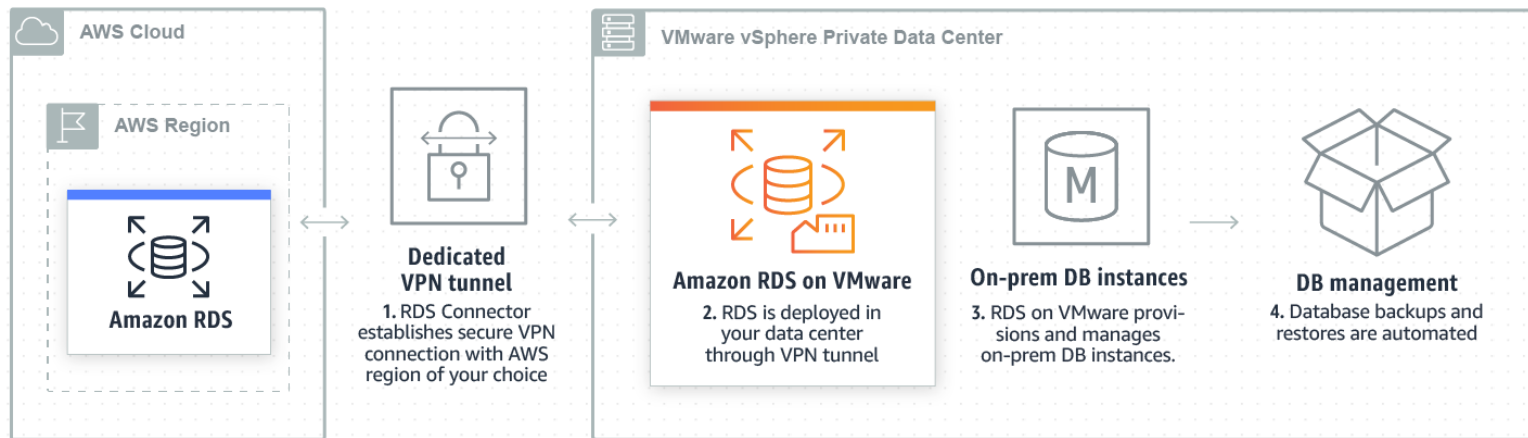 AWS Cloud
AWS Region
Amazon RDS
Dedicated
VPN tunnel
1. RDS Connector
establishes secure VPN
connection with AWS
region of your choice
VMware vSphere Private Data Center
Amazon RDS on VMware
2. RDS is deployed in
your data center
through VPN tunnel
M
On-prem DB instances
3. RDS on VMware provi-
sions and manages
on-prem DB instances.
DB management
4. Database backups and
restores are automated